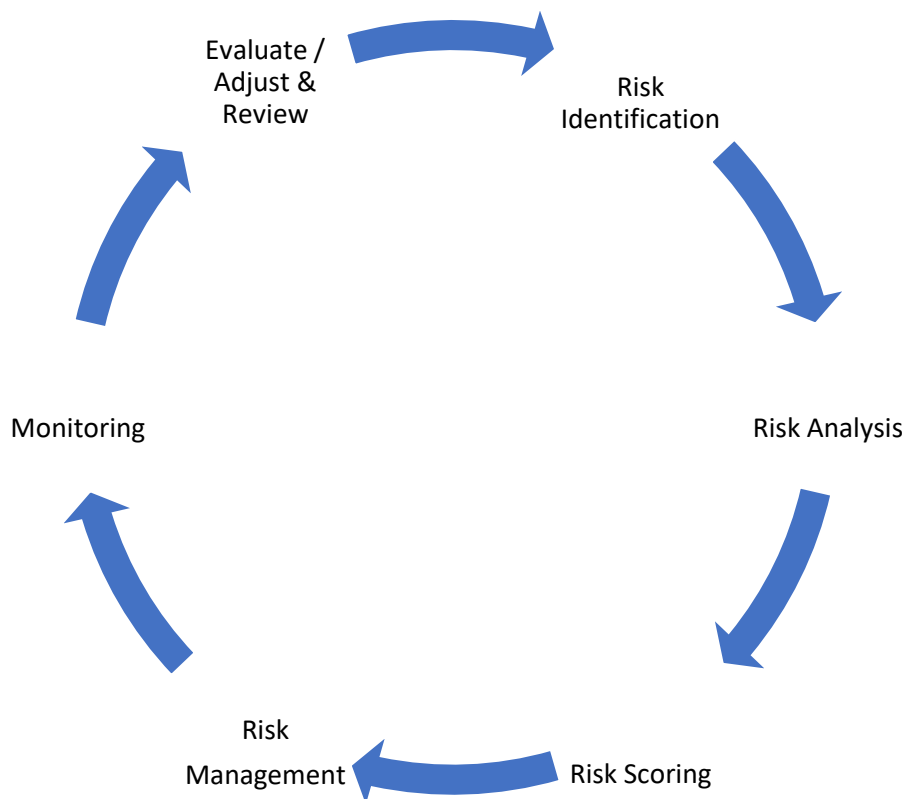 Evaluate /
Adjust &
Review
Risk
Identification
Risk Analysis
Risk Scoring
Risk
Management
Monitoring